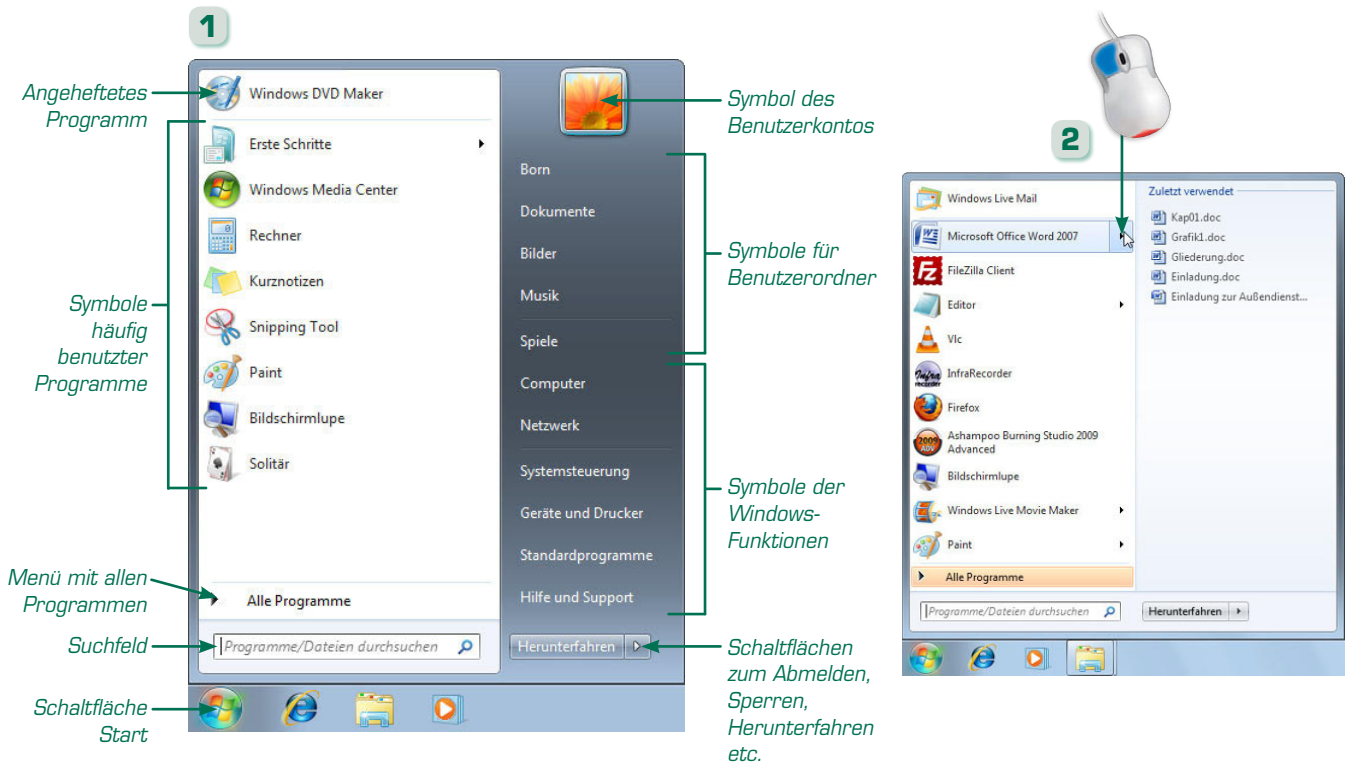 1
Angeheftetes
Programm
Symbole
häufig
benutzter
Programme
Menü mit allen
Programmen
Suchfeld
Schaltfläche
Start
Windows DVD Maker
Erste Schritte
Windows Media Center
Rechner
Kurznotizen
Snipping Tool
Paint
Bildschirmlupe
Solitär
Alle Programme
Programme/Dateien durchsuchen
Born
Dokumente
Bilder
Musik
Spiele
Computer
Netzwerk
Systemsteuerung
Geräte und Drucker
Standardprogramme
Hilfe und Support
Herunterfahren
Symbol des
Benutzerkontos
Symbole für
Benutzerordner
Symbole der
Windows-
Funktionen
Schaltflächen
zum Abmelden,
Sperren,
Herunterfahren
etc.
2
Windows Live Mail
Microsoft Office Word 2007
FileZilla Client
Editor
Vlc
InfraRecorder
Firefox
Ashampoo Burning Studio 2009
Advanced
Bildschirmlupe
Windows Live Movie Maker
Paint
Alle Programme
Programme/Dateien durchsuchen
Zuletzt verwendet
Kap01.doc
Grafik1.doc
Gliederung.doc
Einladung.doc
Einladung zur Außendienst...
Herunterfahren